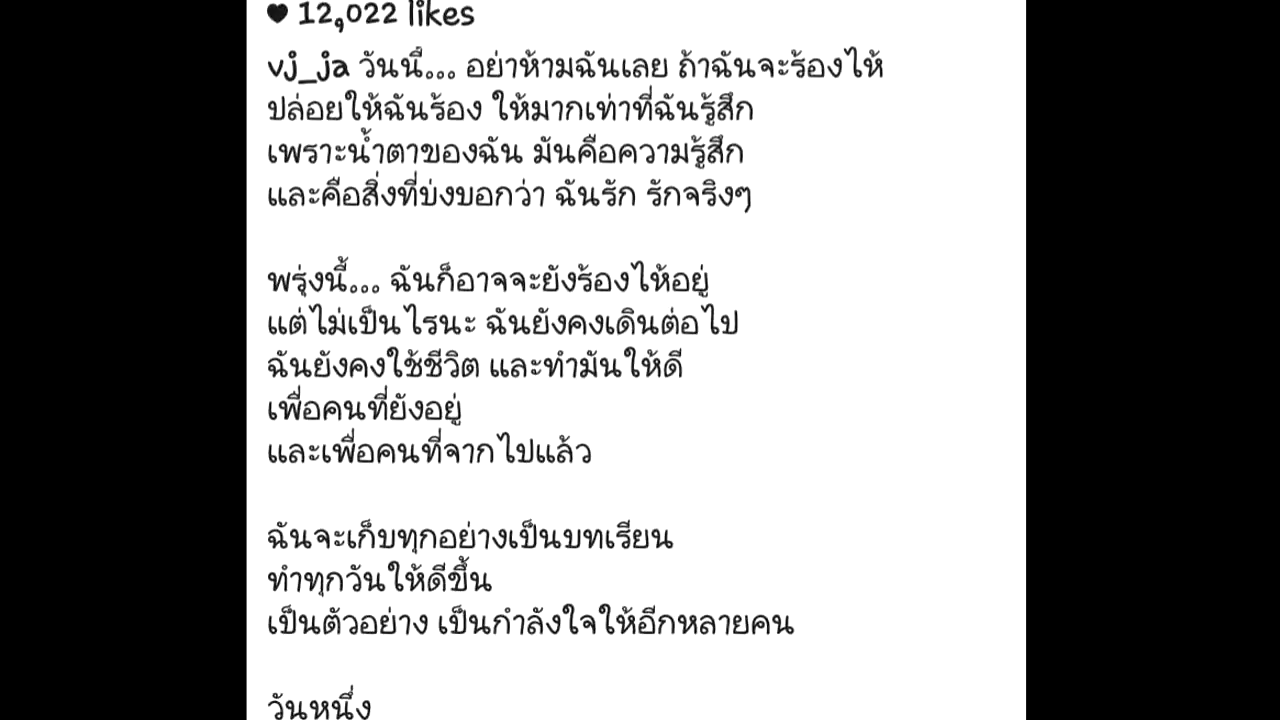 ♥ 12,022 likes
vj_ja วันนี้... อย่าห้ามฉันเลย ถ้าฉันจะร้องไห้
ปล่อยให้ฉันร้อง ให้มากเท่าที่ฉันรู้สึก
เพราะน้ำตาของฉัน มันคือความรู้สึก
และคือสิ่งที่บ่งบอกว่า ฉันรัก รักจริงๆ
พรุ่งนี้... ฉันก็อาจจะยังร้องไห้อยู่
แต่ไม่เป็นไรนะ ฉันยังคงเดินต่อไป
ฉันยังคงใช้ชีวิต และทำมันให้ดี
เพื่อคนที่ยังอยู่
และเพื่อคนที่จากไปแล้ว
ฉันจะเก็บทุกอย่างเป็นบทเรียน
ทำทุกวันให้ดีขึ้น
เป็นตัวอย่าง เป็นกำลังใจให้อีกหลายคน
วันหนึ่ง